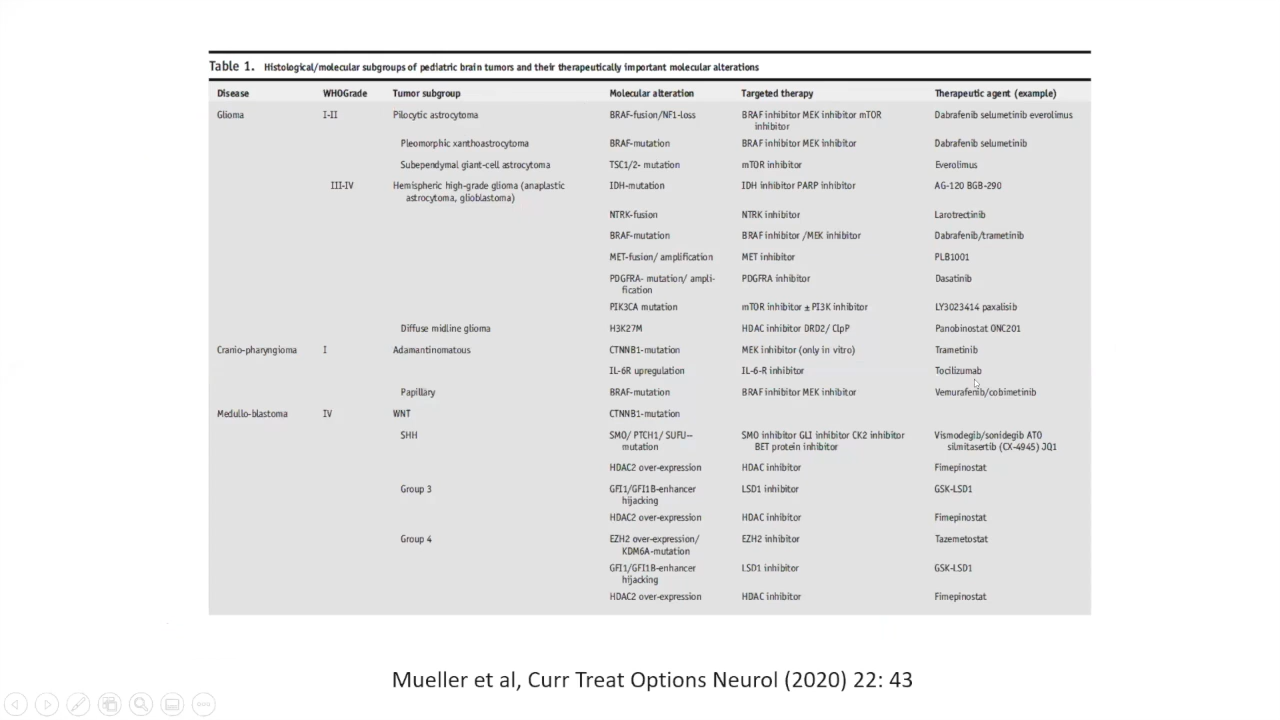 Table 1. Histological/molecular subgroups of pediatric brain tumors and their therapeutically important molecular alterations
Disease WHOGrade Tumor subgroup Molecular alteration Targeted therapy Therapeutic agent (example)
Glioma I-II Pilocytic astrocytoma BRAF-fusion/NF1-loss BRAF inhibitor MEK inhibitor mTOR Dabrafenib selumetinib everolimus
inhibitor
Pleomorphic xanthoastrocytoma BRAF-mutation BRAF inhibitor MEK inhibitor Dabrafenib selumetinib
Subependymal giant-cell astrocytoma TSC1/2- mutation mTOR inhibitor Everolimus
III-IV Hemispheric high-grade glioma (anaplastic IDH-mutation IDH inhibitor PARP inhibitor AG-120 BGB-290
astrocytoma, glioblastoma)
NTRK-fusion NTRK inhibitor Larotrectinib
BRAF-mutation BRAF inhibitor /MEK inhibitor Dabrafenib/trametinib
MET-fusion/ amplification MET inhibitor PLB1001
PDGFRA- mutation/ ampli- PDGFRA inhibitor Dasatinib
fication
PIK3CA mutation mTOR inhibitor ± PI3K inhibitor LY3023414 paxalisib
Diffuse midline glioma H3K27M HDAC inhibitor DRD2/ ClpP Panobinostat ONC201
Cranio-pharyngioma I Adamantinomatous CTNNB1-mutation MEK inhibitor (only in vitro) Trametinib
IL-6R upregulation IL-6-R inhibitor Tocilizumab
Papillary BRAF-mutation BRAF inhibitor MEK inhibitor Vemurafenib/cobimetinib
Medullo-blastoma IV WNT CTNNB1-mutation
SHH SMO/ PTCH1/ SUFU-- SMO inhibitor GLI inhibitor CK2 inhibitor Vismodegib/sonidegib ATO
mutation BET protein inhibitor silmitasertib (CX-4945) JQ1
HDAC2 over-expression HDAC inhibitor Fimepinostat
Group 3 GFI1/GFI1B-enhancer LSD1 inhibitor GSK-LSD1
hijacking
HDAC2 over-expression HDAC inhibitor Fimepinostat
Group 4 EZH2 over-expression/ EZH2 inhibitor Tazemetostat
KDM6A-mutation
GFI1/GFI1B-enhancer LSD1 inhibitor GSK-LSD1
hijacking
HDAC2 over-expression HDAC inhibitor Fimepinostat
Mueller et al, Curr Treat Options Neurol (2020) 22: 43